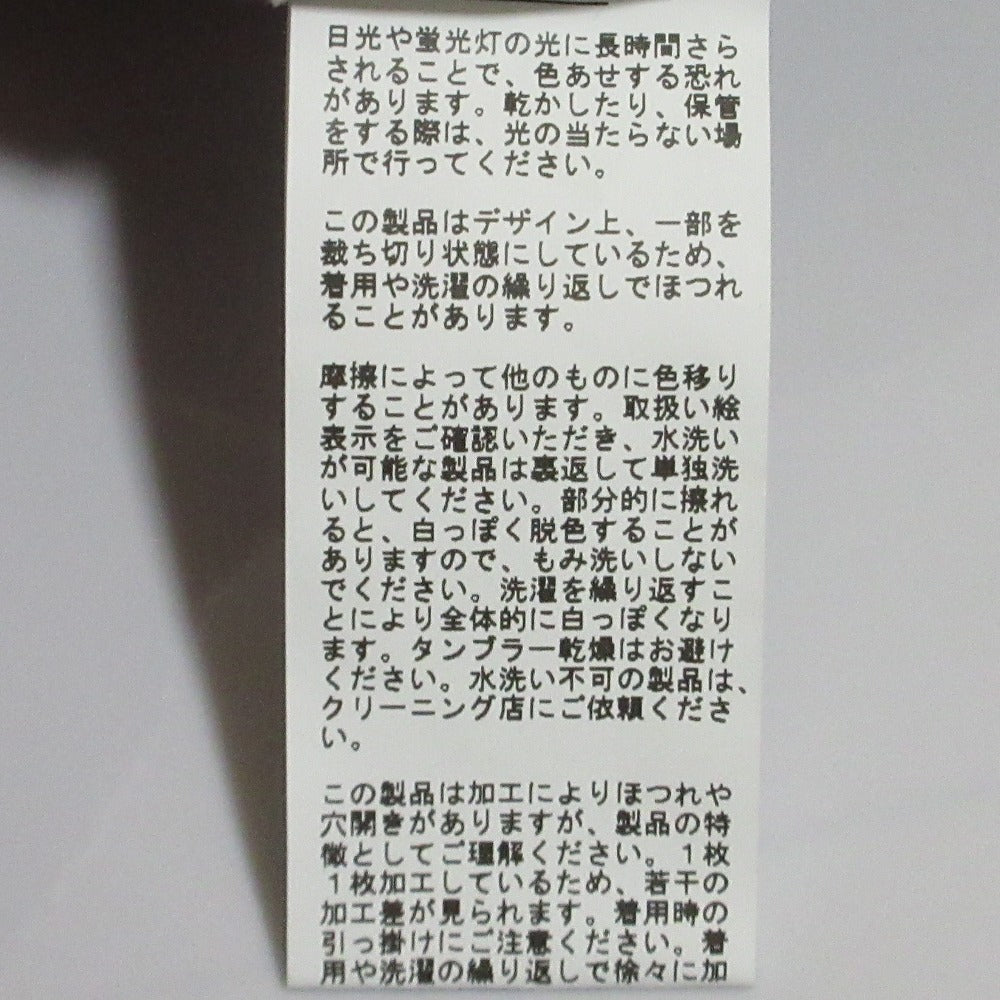 日光や蛍光灯の光に長時間さら
されることで、色あせする恐れ
があります。乾かしたり、保管
をする際は、光の当たらない場
所で行ってください。
この製品はデザイン上、一部を
裁ち切り状態にしているため、
着用や洗濯の繰り返しでほつれ
ることがあります。
摩擦によって他のものに色移り
することがあります。取扱い絵
表示をご確認いただき、水洗い
が可能な製品は裏返して単独洗
いしてください。部分的に擦れ
ると、白っぽく脱色することが
ありますので、もみ洗いしない
でください。洗濯を繰り返すこ
とにより全体的に白っぽくなり
ます。タンブラー乾燥はお避け
ください。水洗い不可の製品は、
クリーニング店にご依頼くださ
い。
この製品は加工によりほつれや
穴開きがありますが、製品の特
徴としてご理解ください。1枚
1枚加工しているため、若干の
加工差が見られます。着用時の
引っ掛けにご注意ください。着
用や洗濯の繰り返しで徐々に加